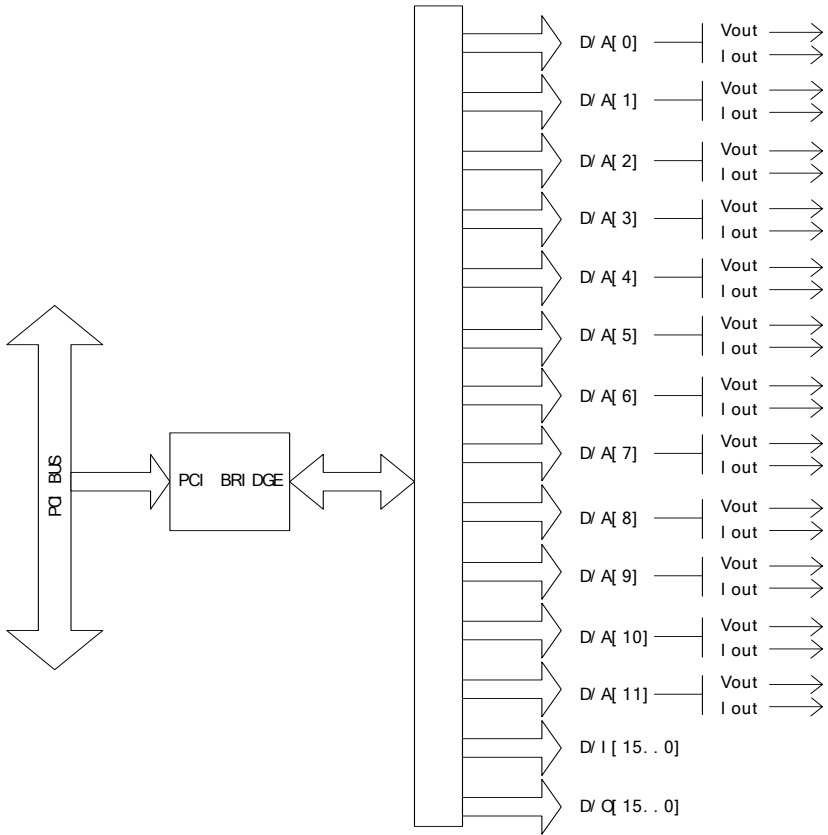 PCI BUS
PCI BRIDGE
D/A[0]
Vout
Iout
D/A[1]
Vout
Iout
D/A[2]
Vout
Iout
D/A[3]
Vout
Iout
D/A[4]
Vout
Iout
D/A[5]
Vout
Iout
D/A[6]
Vout
Iout
D/A[7]
Vout
Iout
D/A[8]
Vout
Iout
D/A[9]
Vout
Iout
D/A[10]
Vout
Iout
D/A[11]
Vout
Iout
D/I[15..0]
D/O[15..0]